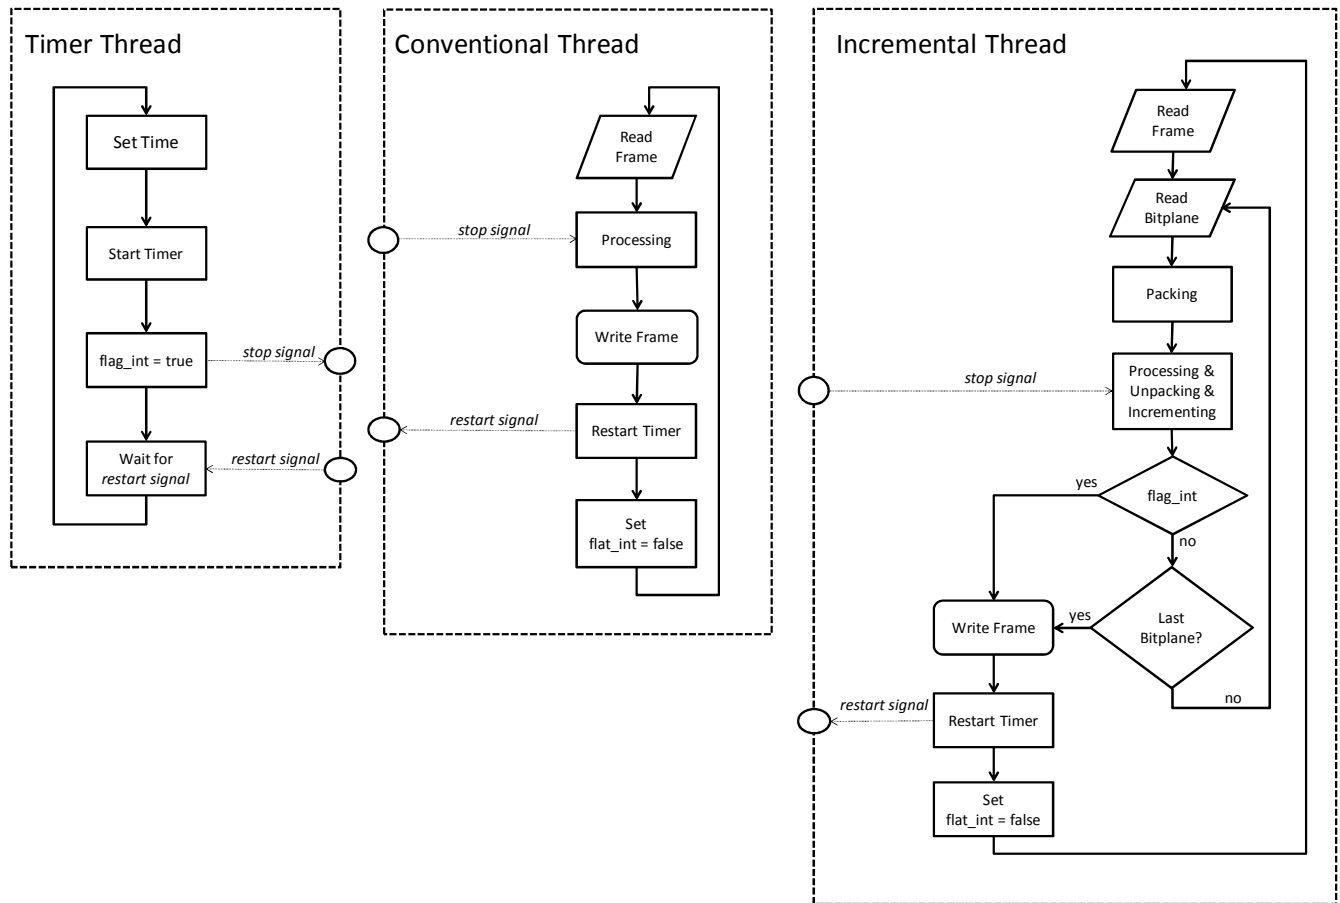 Timer Thread
Set Time
Start Timer
flag_int = true
stop signal
Wait for
restart signal
restart signal
Conventional Thread
Read
Frame
stop signal
Processing
Write Frame
restart signal
Restart Timer
Set
flat_int = false
Incremental Thread
Read
Frame
Read
Bitplane
Packing
stop signal
Processing &
Unpacking &
Incrementing
yes
flag_int
no
Write Frame
yes
Last
Bitplane?
no
restart signal
Restart Timer
Set
flat_int = false